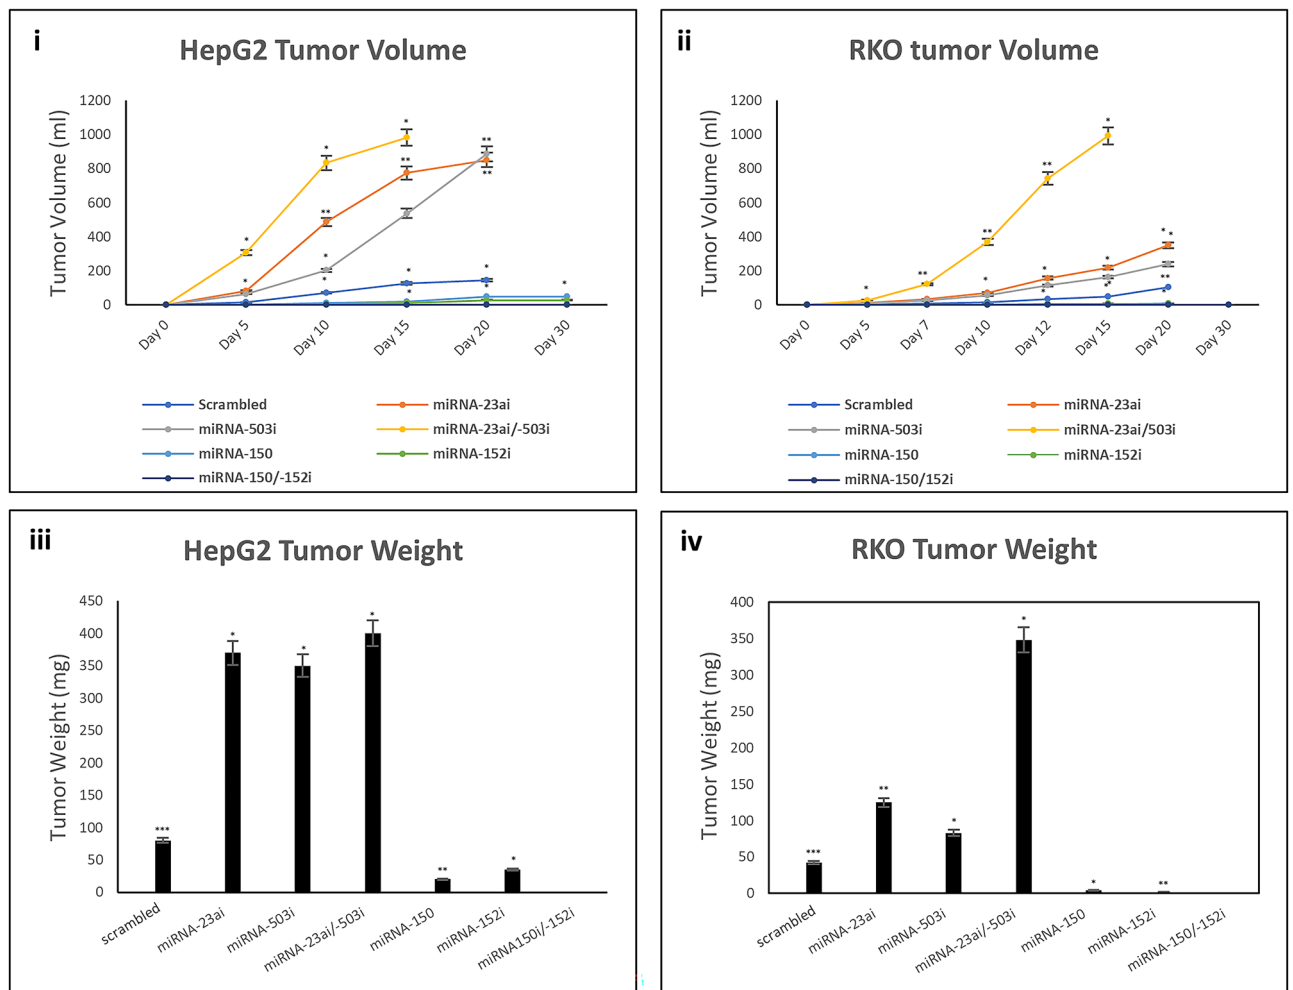 i
HepG2 Tumor Volume
Tumor Volume (ml)
1200
1000
800
600
400
200
0
Day 0
Day 5
Day 10
Day 15
Day 20
Day 30
Scrambled
miRNA-23ai
miRNA-503i
miRNA-23ai/-503i
miRNA-150
miRNA-152i
miRNA-150/-152i
ii
RKO tumor Volume
Tumor Volume (ml)
1200
1000
800
600
400
200
0
Day 0
Day 5
Day 7
Day 10
Day 12
Day 15
Day 20
Day 30
Scrambled
miRNA-23ai
miRNA-503i
miRNA-23ai/503i
miRNA-150
miRNA-152i
miRNA-150/152i
iii
HepG2 Tumor Weight
Tumor Weight (mg)
450
400
350
300
250
200
150
100
50
0
***
*
*
*
**
*
scrambled
miRNA-23ai
miRNA-503i
miRNA-23ai/-503i
miRNA-150
miRNA-152i
miRNA150i/-152i
iv
RKO Tumor Weight
Tumor Weight (mg)
400
350
300
250
200
150
100
50
0
***
**
*
*
*
**
scrambled
miRNA-23ai
miRNA-503i
miRNA-23ai/-503i
miRNA-150
miRNA-152i
miRNA-150/-152i